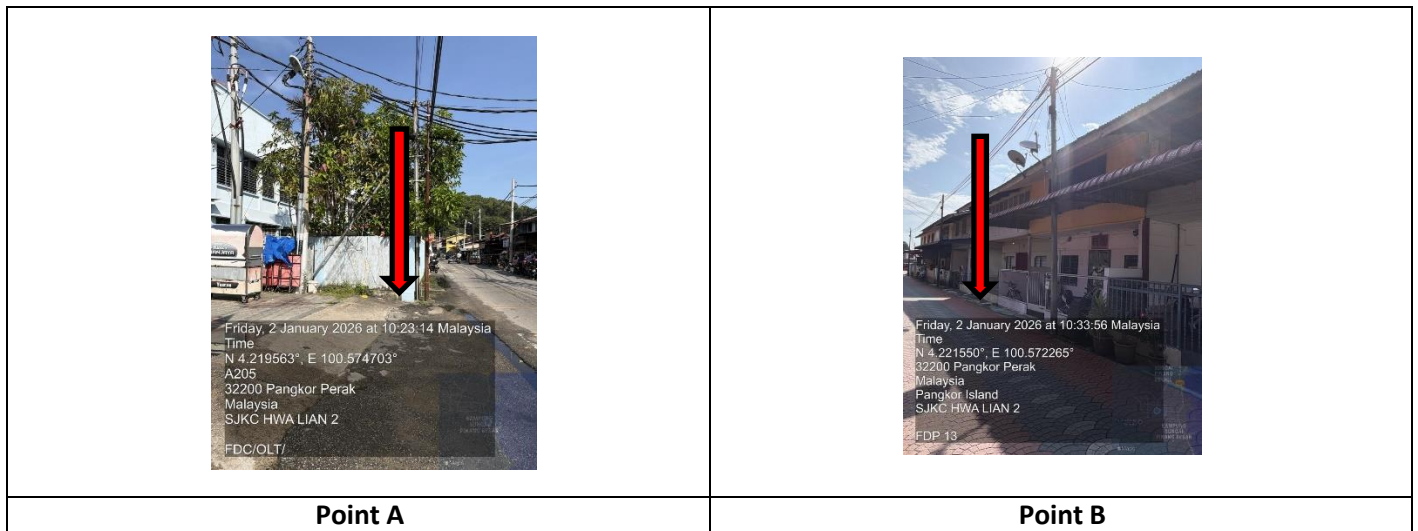 Friday, 2 January 2026 at 10:23:14 Malaysia
Time
N 4.219563°, E 100.574703°
A205
32200 Pangkor Perak
Malaysia
SJKC HWA LIAN 2
FDC/OLT/
Point A
Friday, 2 January 2026 at 10:33:56 Malaysia
Time
N 4.221550°, E 100.572265°
32200 Pangkor Perak
Malaysia
Pangkor Island
SJKC HWA LIAN 2
FDP 13
Point B